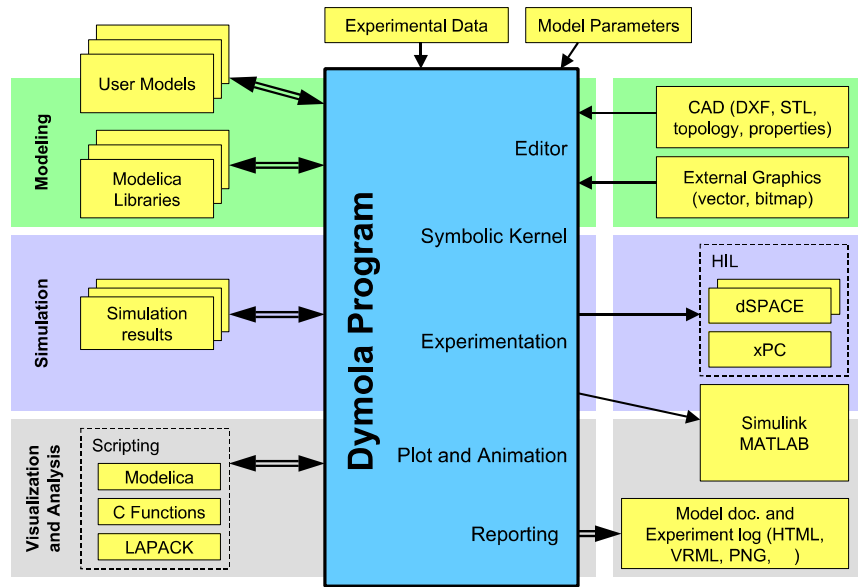 Experimental Data
Model Parameters
User Models
Modelica
Libraries
Modeling
CAD (DXF, STL,
topology, properties)
External Graphics
(vector, bitmap)
Editor
Symbolic Kernel
Dymola Program
Simulation
Simulation
results
Experimentation
HIL
dSPACE
xPC
Simulink
MATLAB
Visualization
and Analysis
Scripting
Modelica
C Functions
LAPACK
Plot and Animation
Reporting
Model doc. and
Experiment log (HTML,
VRML, PNG, )